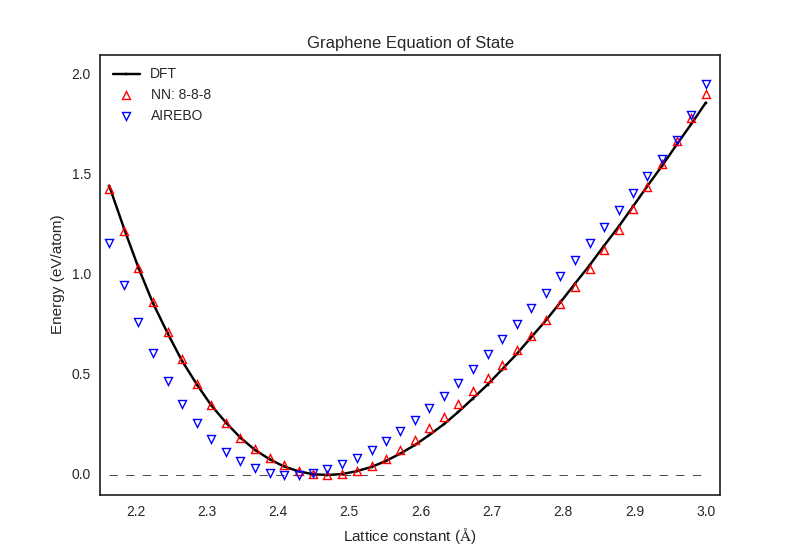 Graphene Equation of State
DFT
NN: 8-8-8
AIREBO
Energy (eV/atom)
2.0
1.5
1.0
0.5
0.0
2.2 2.3 2.4 2.5 2.6 2.7 2.8 2.9 3.0
Lattice constant (Å)